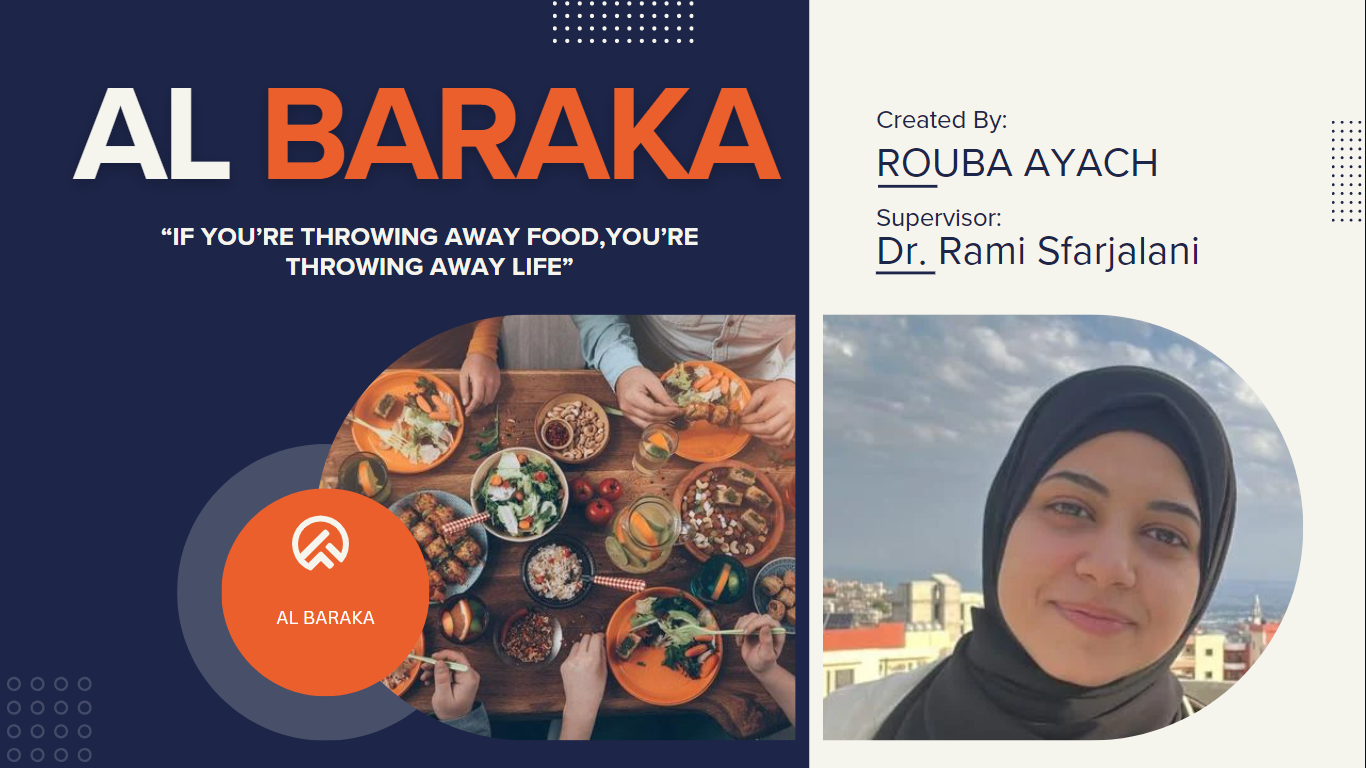 AL BARAKA
“IF YOU’RE THROWING AWAY FOOD,YOU’RE
THROWING AWAY LIFE”
AL BARAKA
Created By:
ROUBA AYACH
Supervisor:
Dr. Rami Sfarjalani